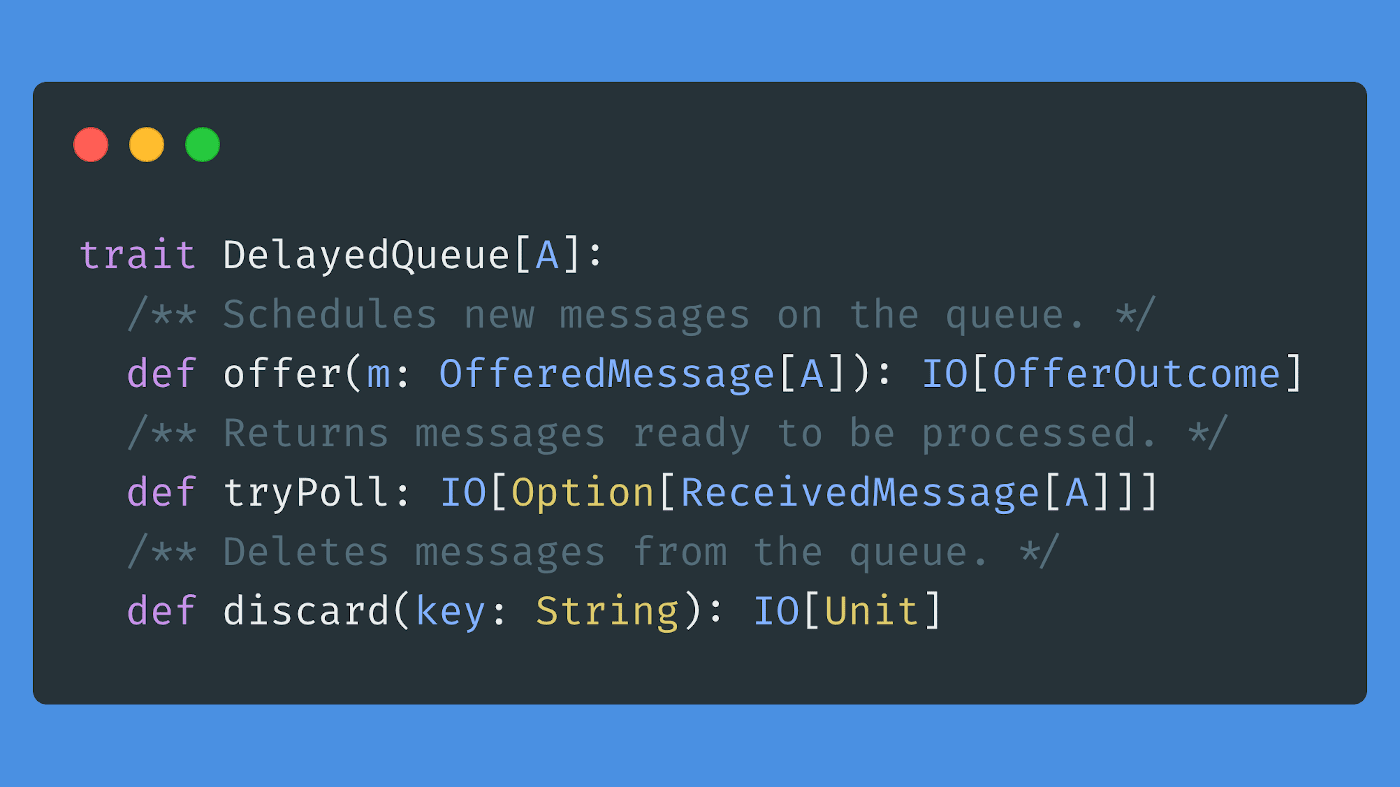 trait DelayedQueue[A]:
  /** Schedules new messages on the queue. */
  def offer(m: OfferedMessage[A]): IO[OfferOutcome]
  /** Returns messages ready to be processed. */
  def tryPoll: IO[Option[ReceivedMessage[A]]]
  /** Deletes messages from the queue. */
  def discard(key: String): IO[Unit]